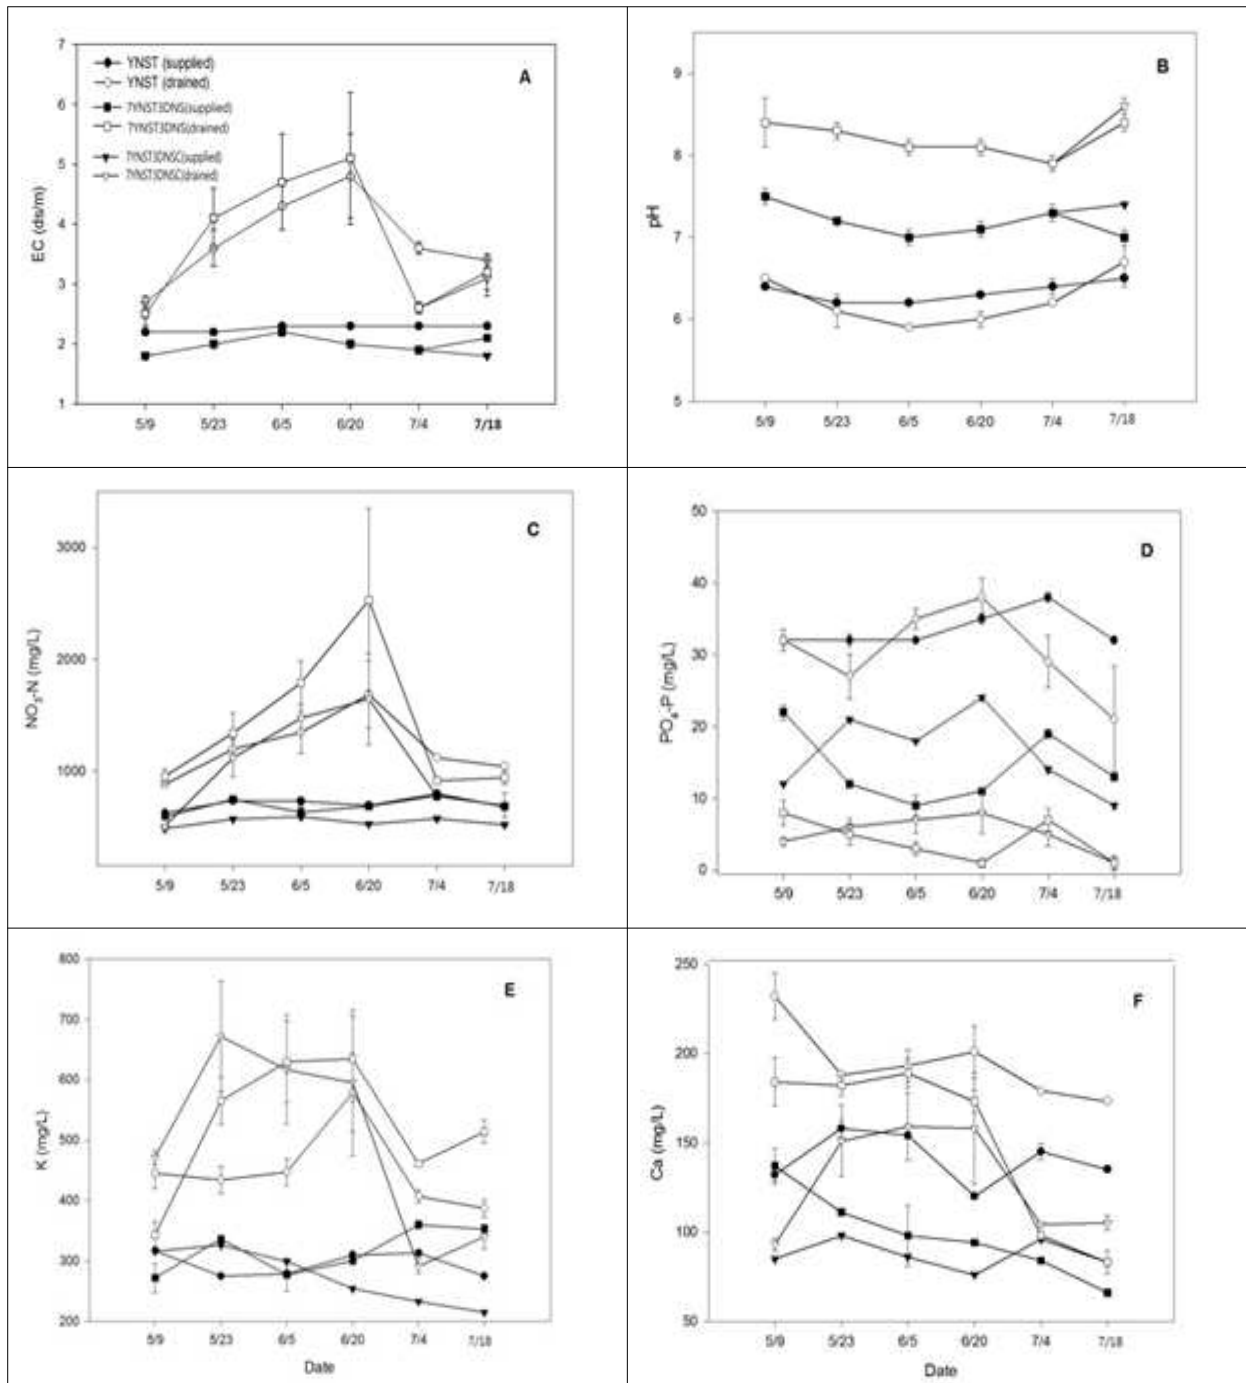 A
YNST (supplied)
YNST (drained)
7YNST3DNS(supplied)
7YNST3DNS(drained)
7YNST3DNSC(supplied)
7YNST3DNSC(drained)
EC (ds/m)
7
6
5
4
3
2
1
5/9 5/23 6/5 6/20 7/4 7/18
B
pH
9
8
7
6
5
5/9 5/23 6/5 6/20 7/4 7/18
C
NO3-N (mg/L)
3000
2000
1000
5/9 5/23 6/5 6/20 7/4 7/18
D
PO4-P (mg/L)
50
40
30
20
10
0
5/9 5/23 6/5 6/20 7/4 7/18
E
K (mg/L)
800
700
600
500
400
300
200
5/9 5/23 6/5 6/20 7/4 7/18
Date
F
Ca (mg/L)
250
200
150
100
50
5/9 5/23 6/5 6/20 7/4 7/18
Date